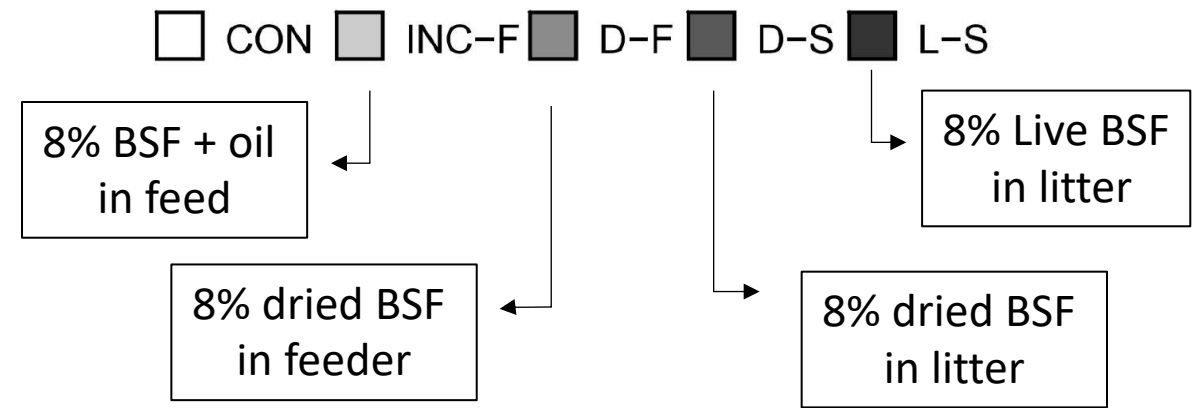 CON INC−F D−F D−S L−S
8% BSF + oil
in feed
8% Live BSF
in litter
8% dried BSF
in feeder
8% dried BSF
in litter